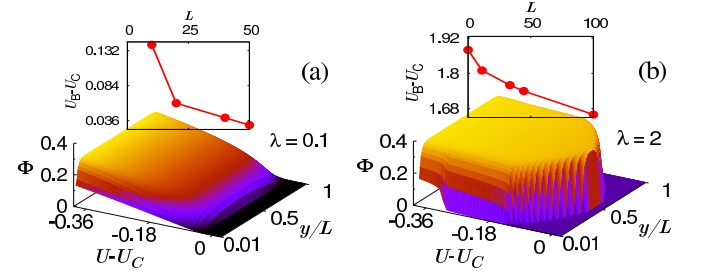 L
0 25 50
0.132
0.084
0.036
U_B-U_C
(a)
λ = 0.1
0.4
0.2
0
Φ
-0.36
-0.18
0
U-U_C
0.01
0.5
1
y/L
L
0 50 100
1.92
1.8
1.68
U_B-U_C
(b)
λ = 2
0.4
0.2
0
Φ
-0.36
-0.18
0
U-U_C
0.01
0.5
1
y/L